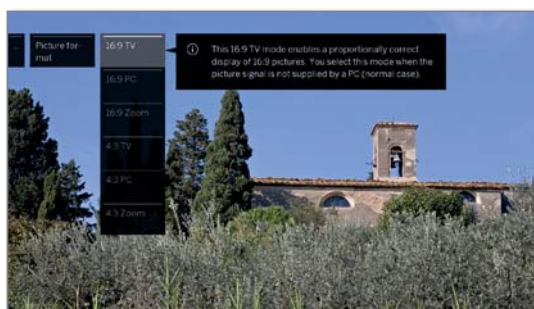 Picture for-
mat
16:9 TV
This 16:9 TV mode enables a proportionally correct
display of 16:9 pictures. You select this mode when the
picture signal is not supplied by a PC (normal case).
16:9 PC
16:9 Zoom
4:3 TV
4:3 PC
4:3 Zoom